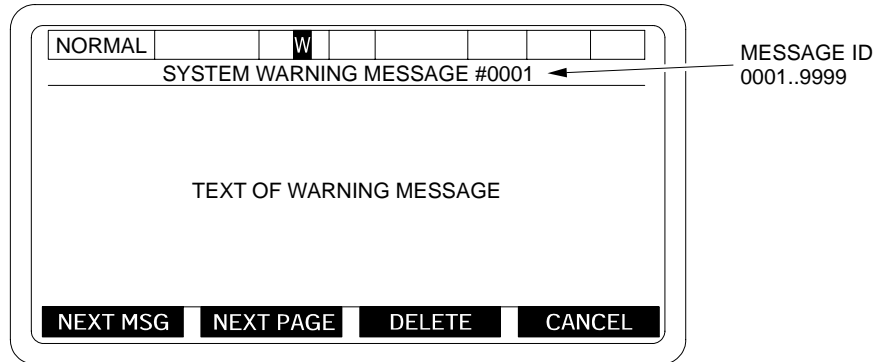 NORMAL W
SYSTEM WARNING MESSAGE #0001
MESSAGE ID
0001..9999
TEXT OF WARNING MESSAGE
NEXT MSG NEXT PAGE DELETE CANCEL